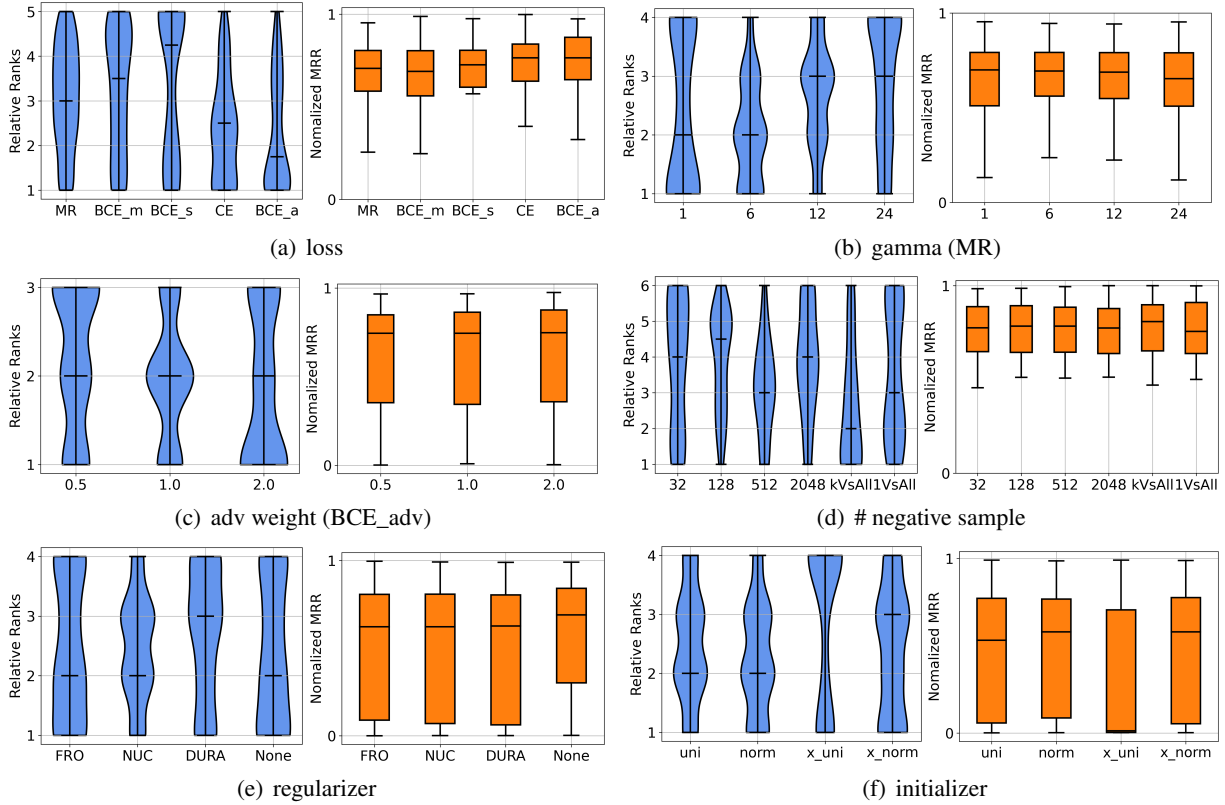 Relative Ranks
5
4
3
2
1
MR BCE_m BCE_s CE BCE_a
Nomalized MRR
1
0
MR BCE_m BCE_s CE BCE_a
(a) loss
Relative Ranks
4
3
2
1
1 6 12 24
Nomalized MRR
1
0
1 6 12 24
(b) gamma (MR)
Relative Ranks
3
2
1
0.5 1.0 2.0
Nomalized MRR
1
0
0.5 1.0 2.0
(c) adv weight (BCE_adv)
Relative Ranks
6
5
4
3
2
1
32 128 512 2048 kVsAll 1VsAll
Nomalized MRR
1
0
32 128 512 2048 kVsAll 1VsAll
(d) # negative sample
Relative Ranks
4
3
2
1
FRO NUC DURA None
Nomalized MRR
1
0
FRO NUC DURA None
(e) regularizer
Relative Ranks
4
3
2
1
uni norm x_uni x_norm
Nomalized MRR
1
0
uni norm x_uni x_norm
(f) initializer